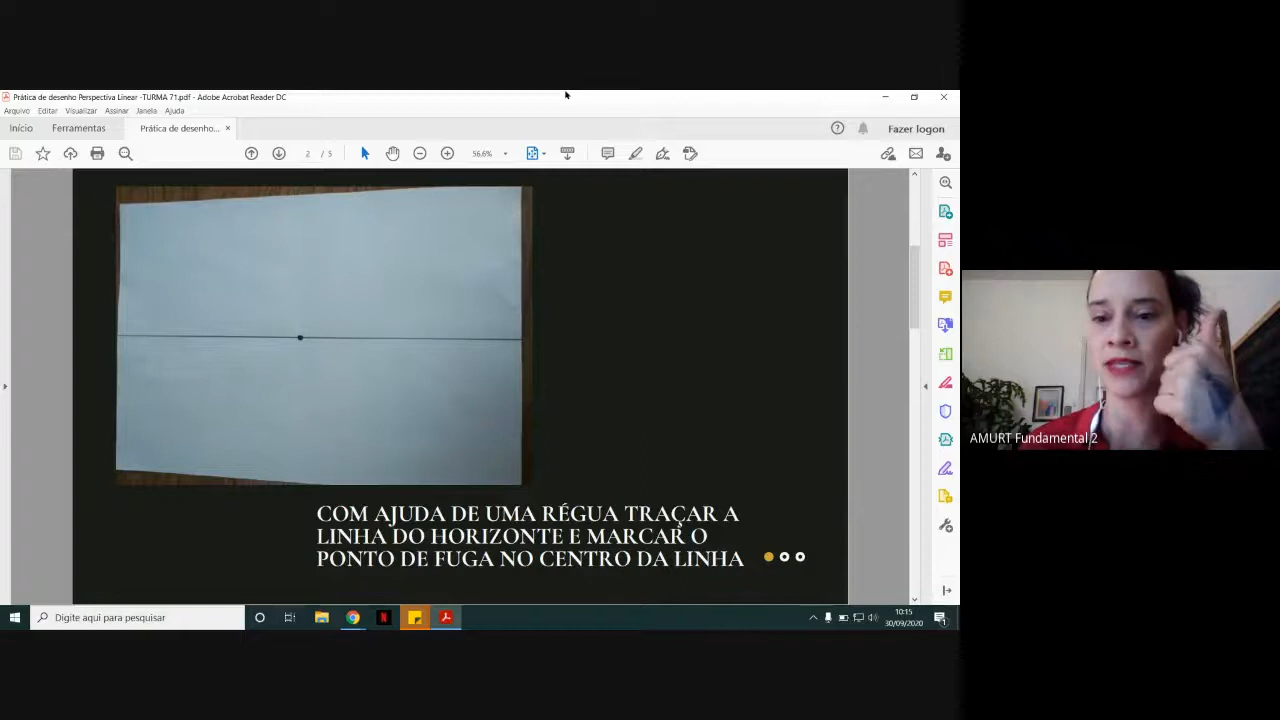 Prática de desenho Perspectiva Linear -TURMA 71.pdf - Adobe Acrobat Reader DC
Arquivo Editar Visualizar Assinar Janela Ajuda
Início Ferramentas Prática de desenho... ×
Fazer logon
2 / 5 56,6%
COM AJUDA DE UMA RÉGUA TRAÇAR A
LINHA DO HORIZONTE E MARCAR O
PONTO DE FUGA NO CENTRO DA LINHA
AMURT Fundamental 2
Digite aqui para pesquisar
N
10:15
30/09/2020
1